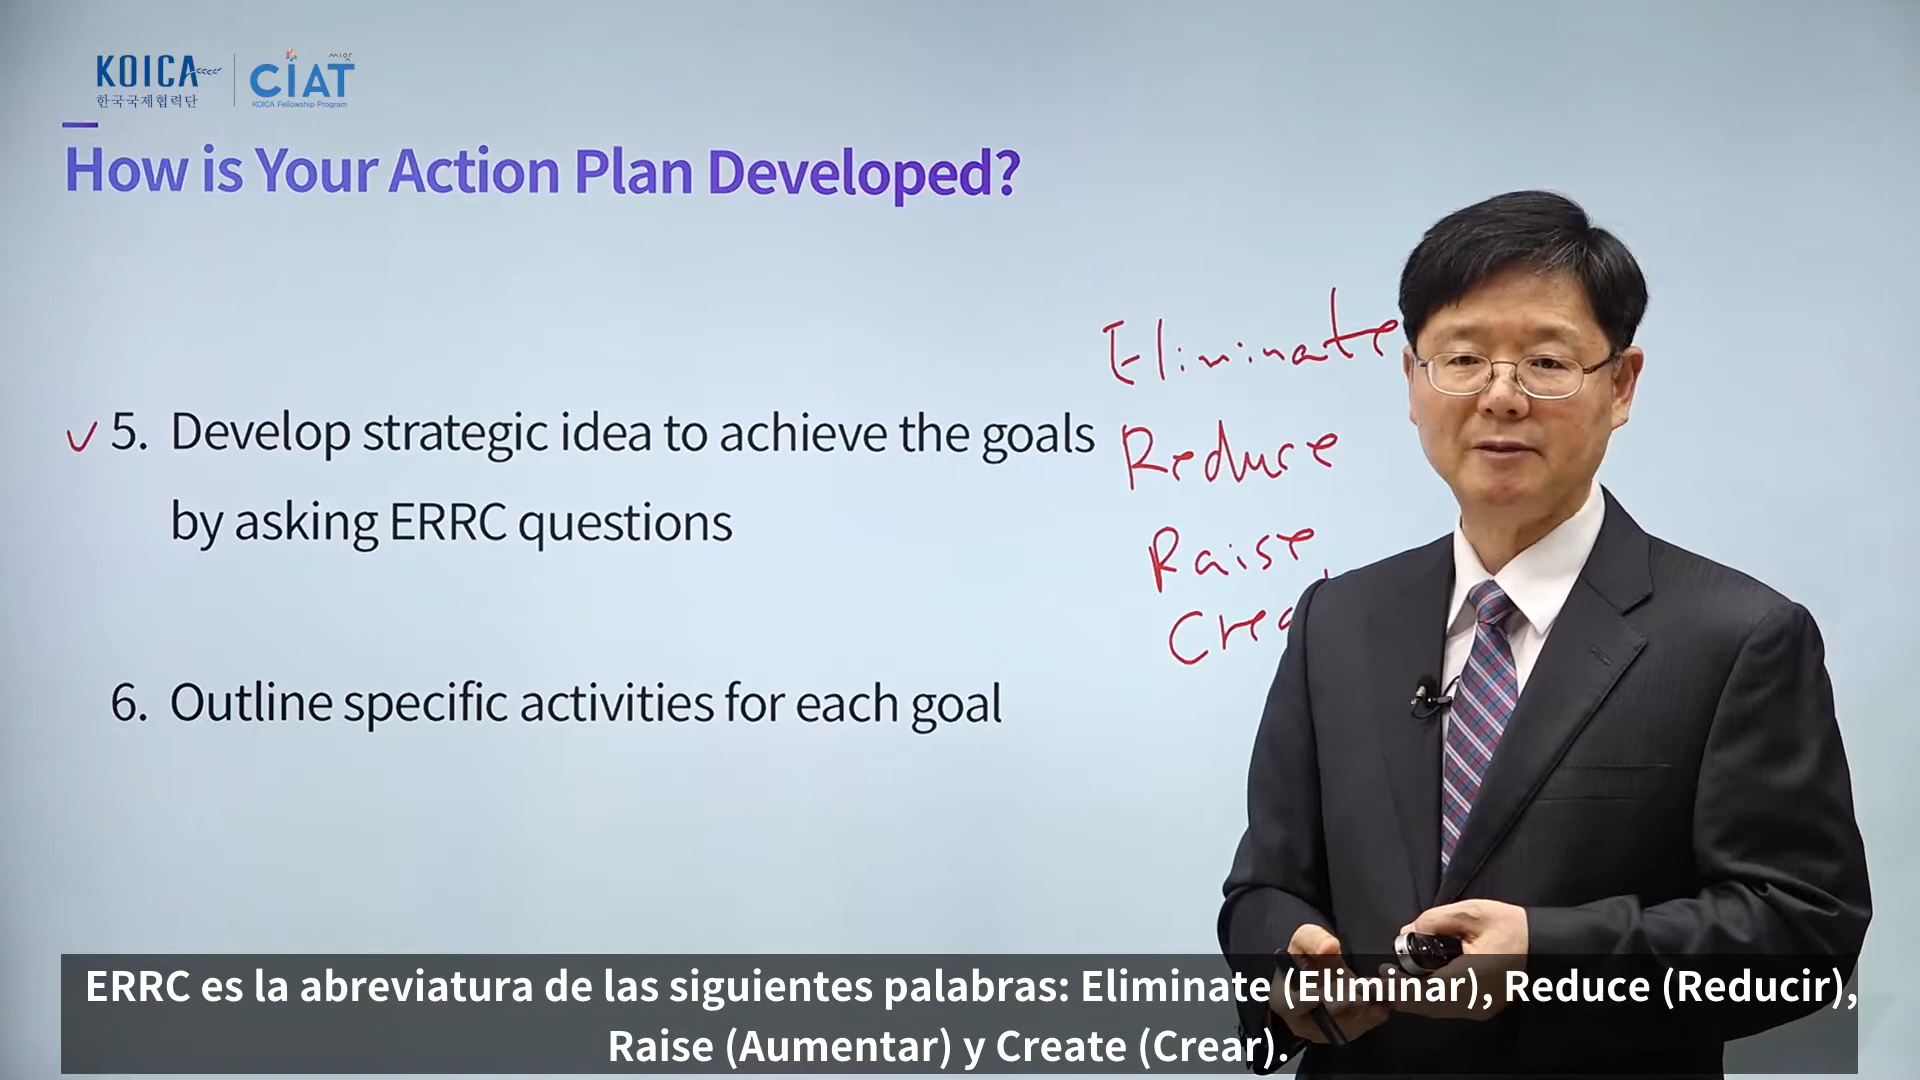 KOICA
한국국제협력단
CIAT
KOICA Fellowship Program
How is Your Action Plan Developed?
5. Develop strategic idea to achieve the goals
by asking ERRC questions
6. Outline specific activities for each goal
Eliminate
Reduce
Raise
Crea
ERRC es la abreviatura de las siguientes palabras: Eliminate (Eliminar), Reduce (Reducir),
Raise (Aumentar) y Create (Crear).